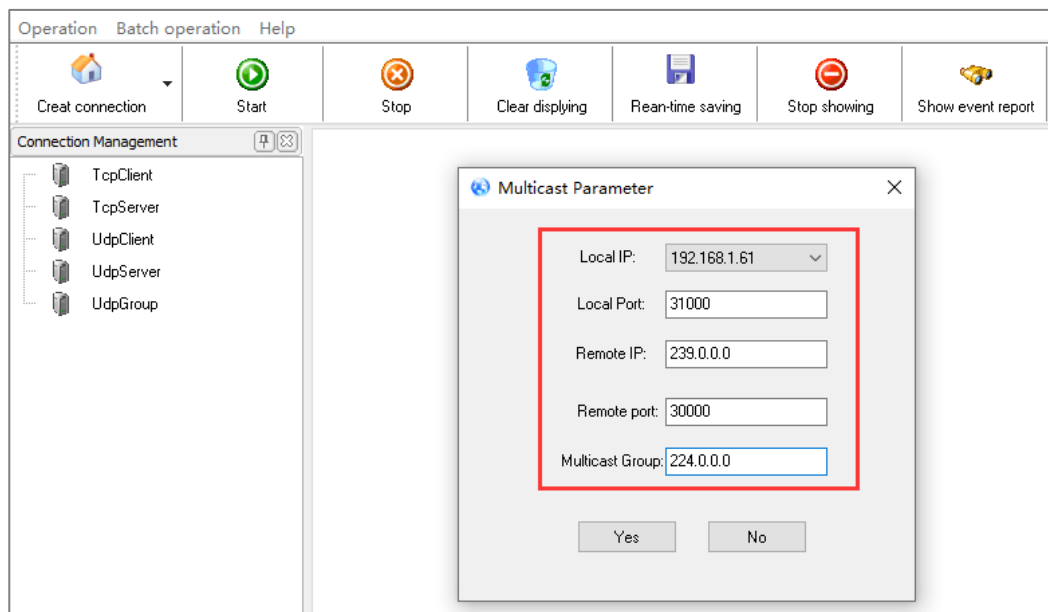 Operation Batch operation Help
Creat connection Start Stop Clear displying Rean-time saving Stop showing Show event report
Connection Management
TcpClient
TcpServer
UdpClient
UdpServer
UdpGroup
Multicast Parameter
Local IP: 192.168.1.61
Local Port: 31000
Remote IP: 239.0.0.0
Remote port: 30000
Multicast Group: 224.0.0.0
Yes No